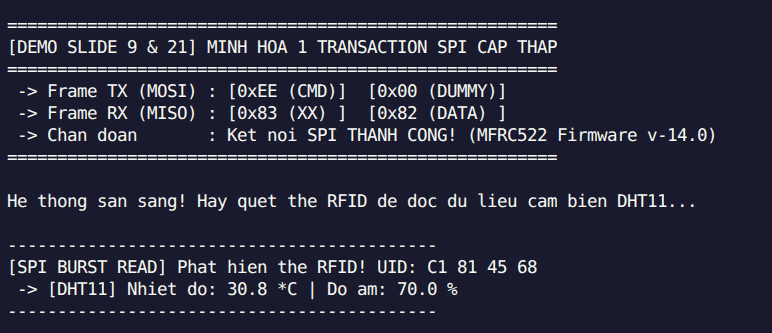 =======================================================
[DEMO SLIDE 9 & 21] MINH HOA 1 TRANSACTION SPI CAP THAP
=======================================================
-> Frame TX (MOSI) : [0xEE (CMD)]  [0x00 (DUMMY)]
-> Frame RX (MISO) : [0x83 (XX) ]  [0x82 (DATA) ]
-> Chan doan       : Ket noi SPI THANH CONG! (MFRC522 Firmware v-14.0)
=======================================================
He thong san sang! Hay quet the RFID de doc du lieu cam bien DHT11...
-------------------------------------------
[SPI BURST READ] Phat hien the RFID! UID: C1 81 45 68
-> [DHT11] Nhiet do: 30.8 *C | Do am: 70.0 %
-------------------------------------------